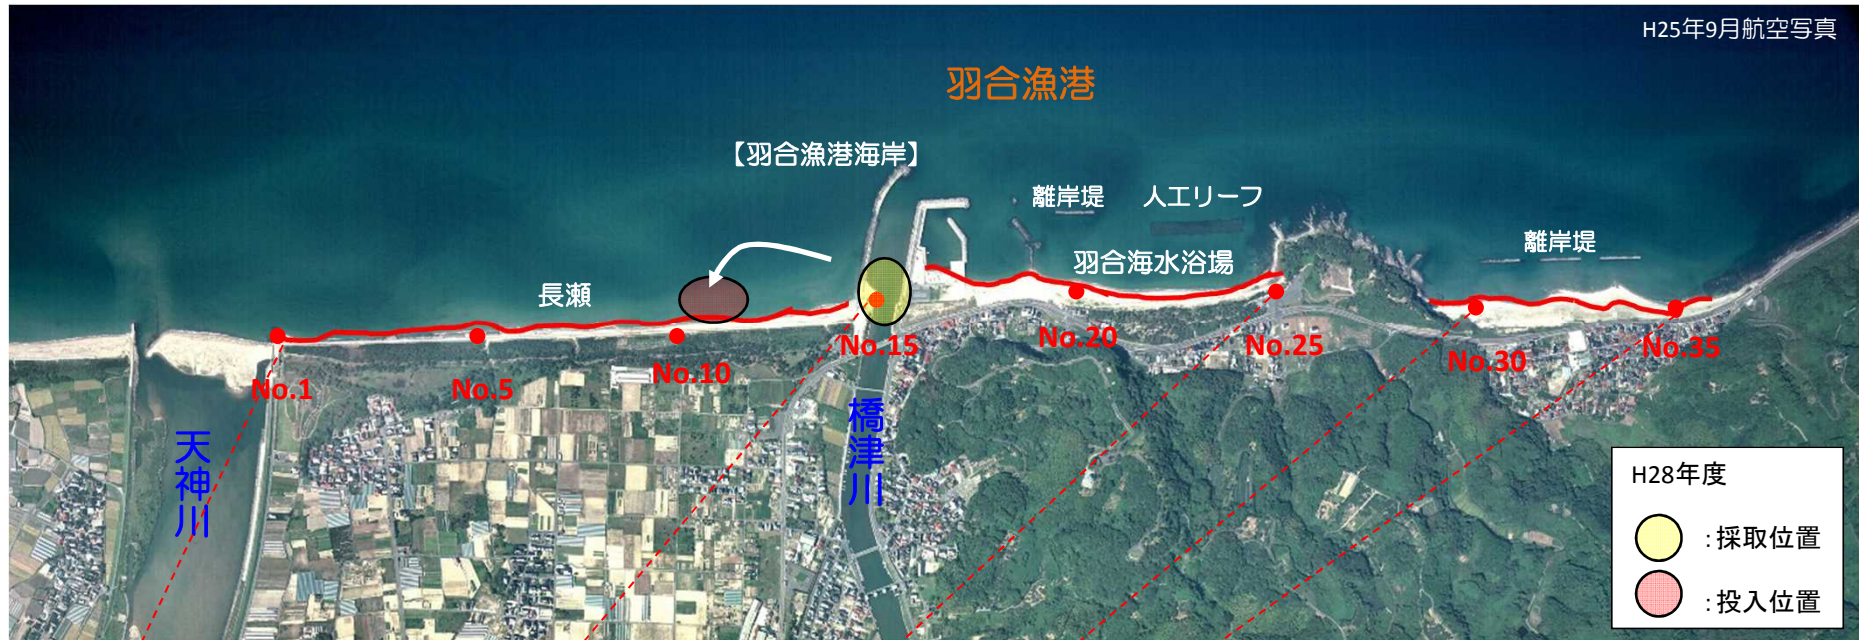 H25年9月航空写真
羽合漁港
【羽合漁港海岸】
離岸堤
人工リーフ
離岸堤
羽合海水浴場
長瀬
No.1
No.5
No.10
No.15
No.20
No.25
No.30
No.35
天神川
橋津川
H28年度
：採取位置
：投入位置